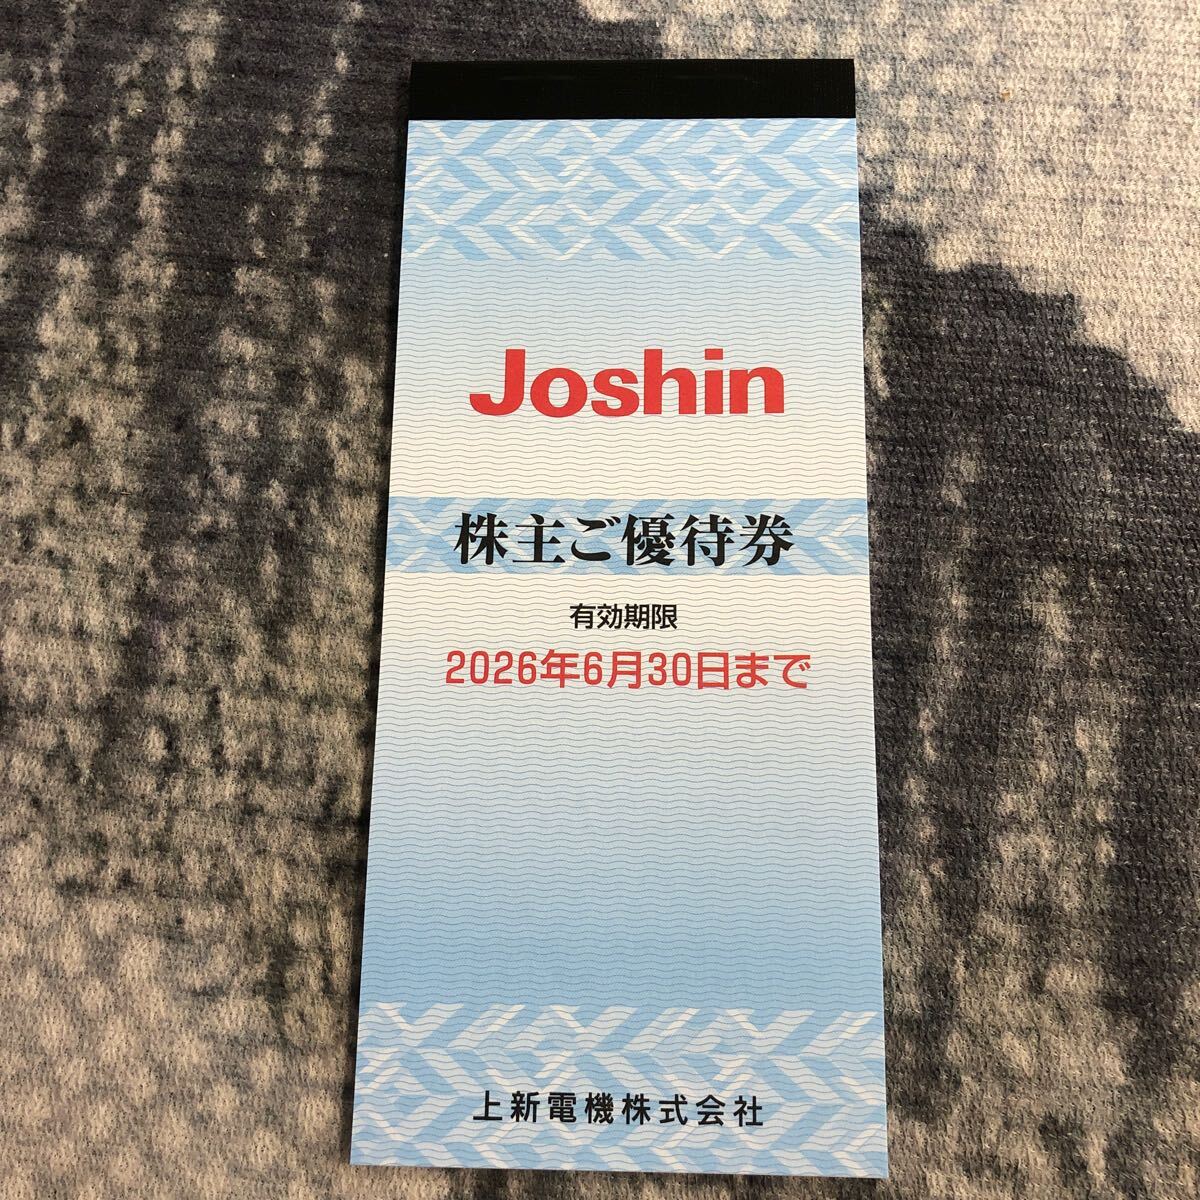 Joshin
株主ご優待券
有効期限
2026年6月30日まで
上新電機株式会社